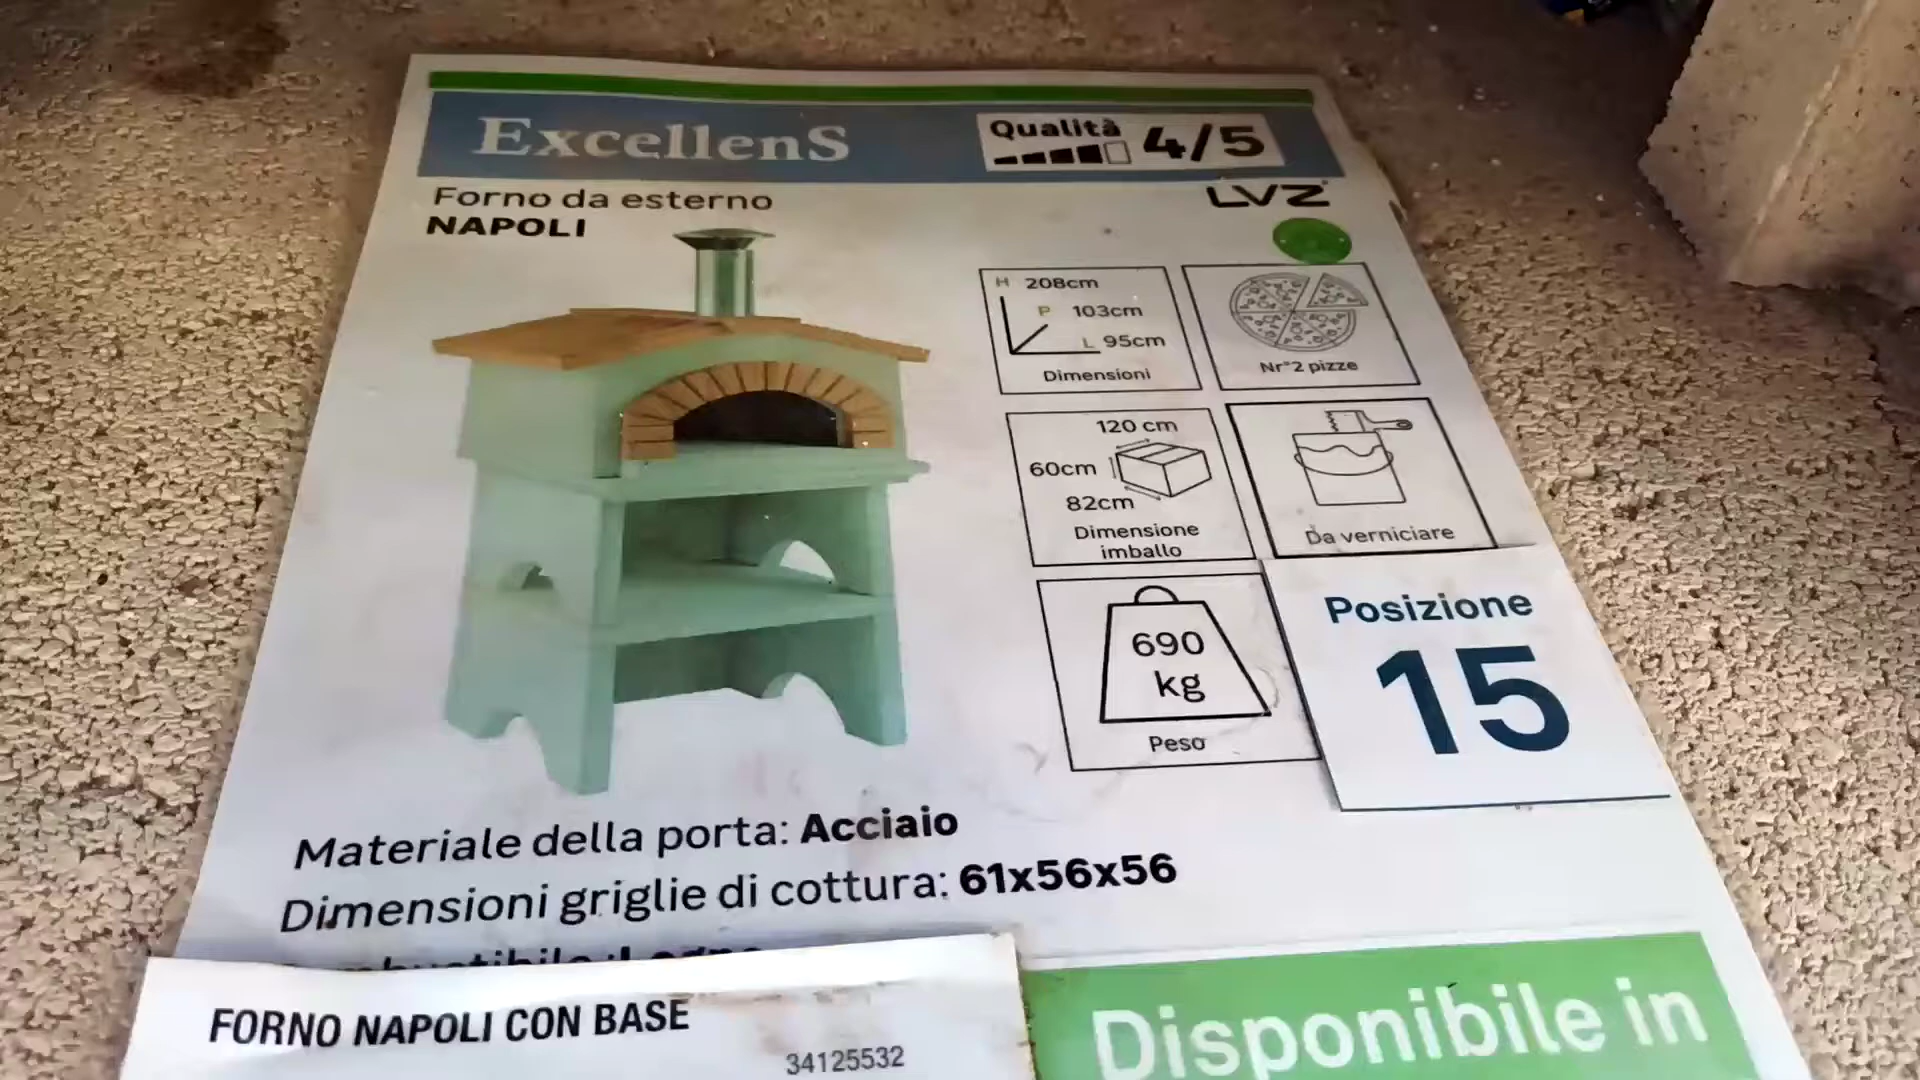 ExcellenS
Qualità
4/5
Forno da esterno
NAPOLI
LVZ
H 208cm
P 103cm
L 95cm
Dimensioni
Nr°2 pizze
120 cm
60cm
82cm
Dimensione
imballo
Da verniciare
690
kg
Peso
Posizione
15
Materiale della porta: Acciaio
Dimensioni griglie di cottura: 61x56x56
FORNO NAPOLI CON BASE
34125532
Disponibile in